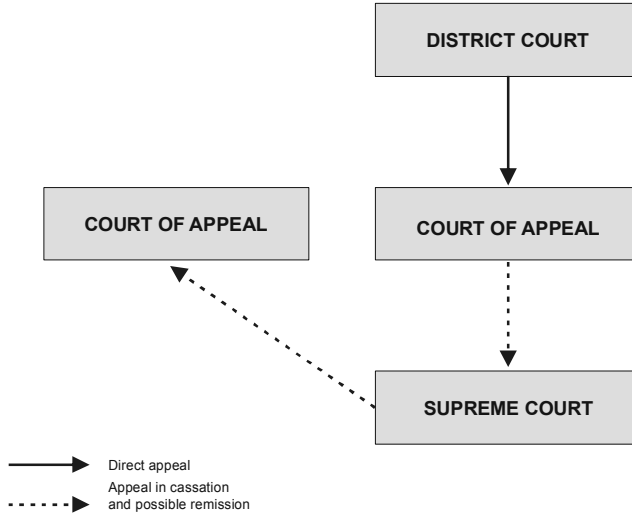 DISTRICT COURT
COURT OF APPEAL
COURT OF APPEAL
SUPREME COURT
Direct appeal
Appeal in cassation
and possible remission